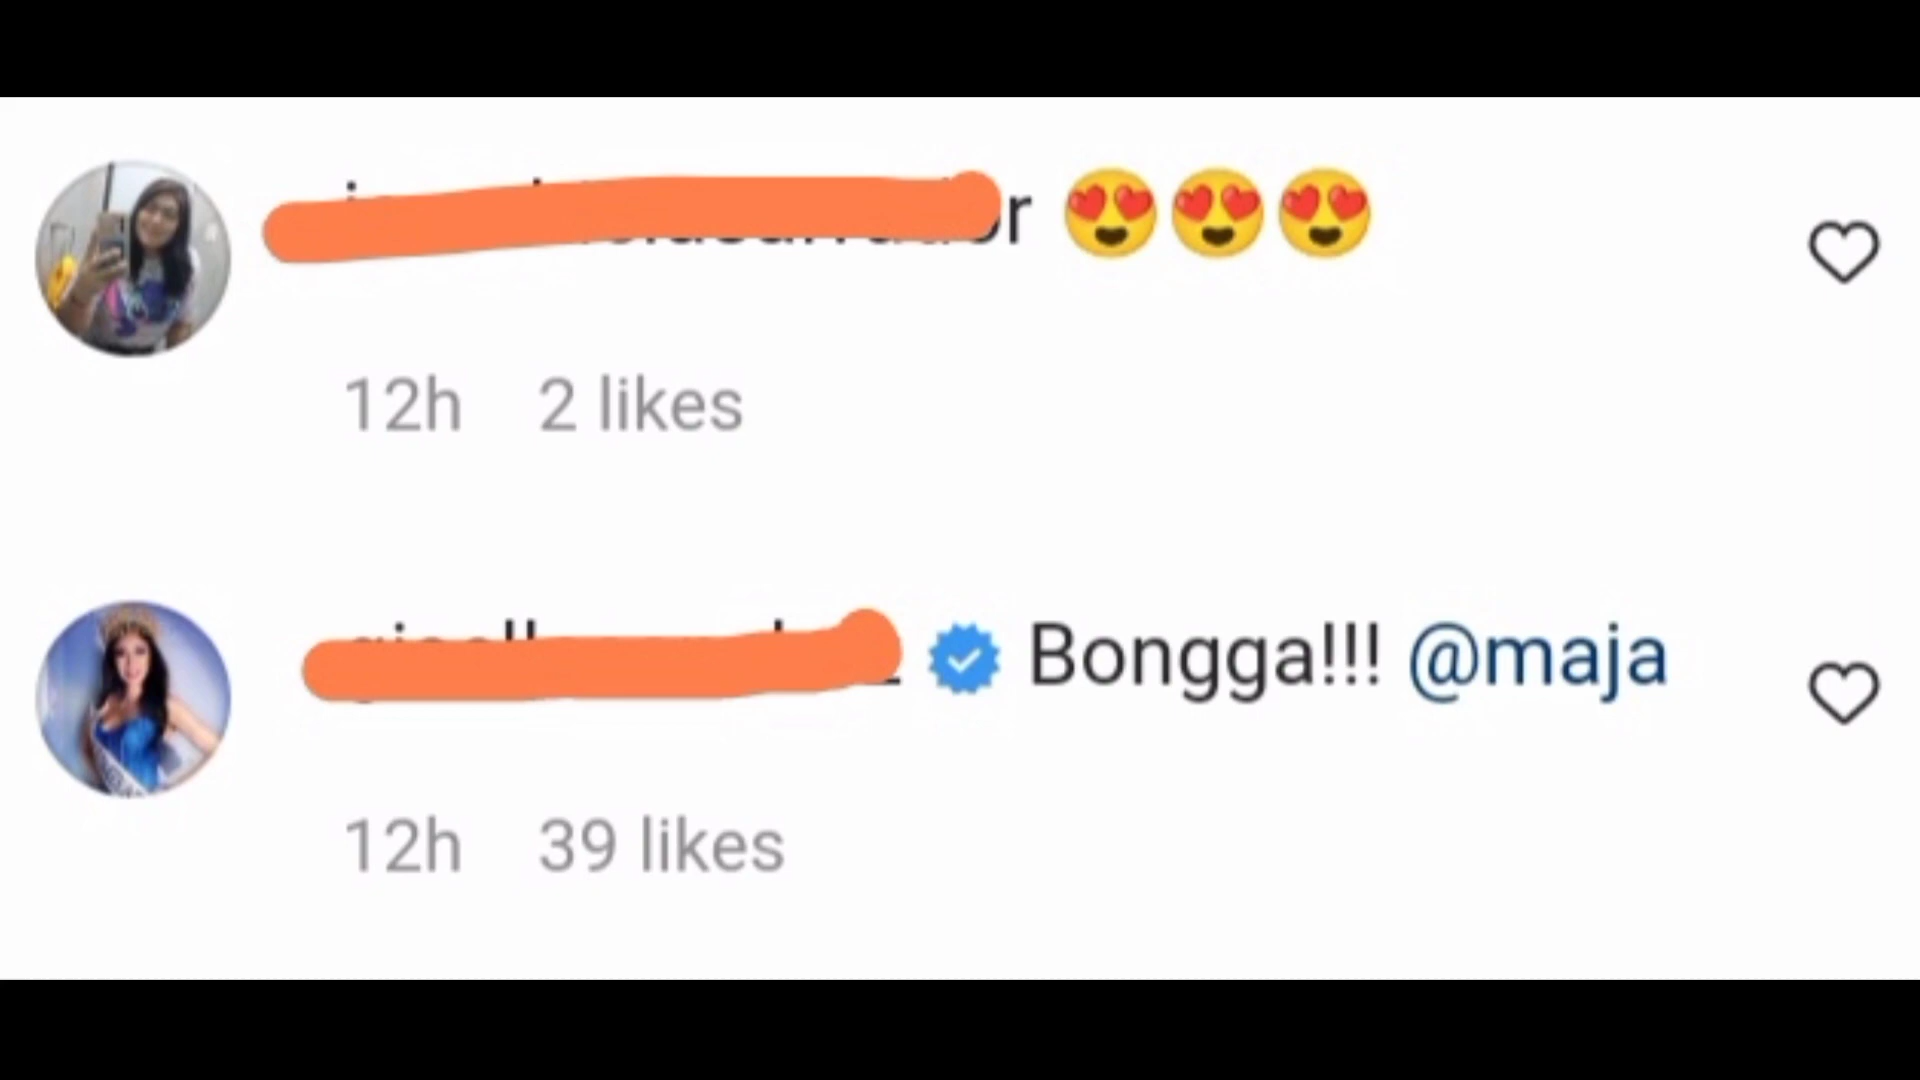 😍😍😍
12h 2 likes
Bongga!!! @maja
12h 39 likes